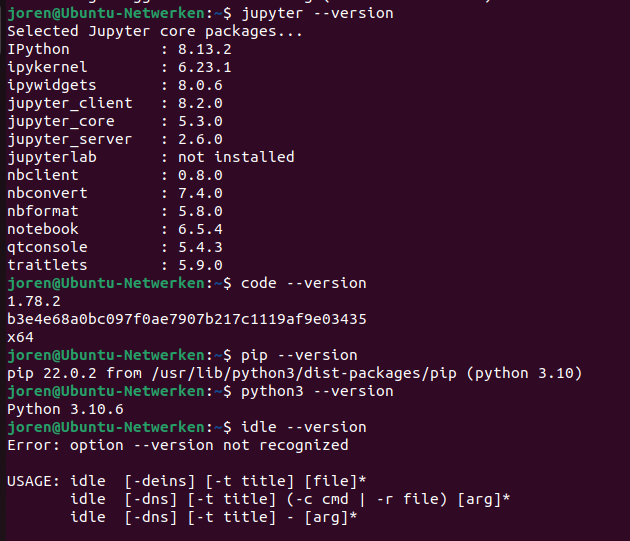 joren@Ubuntu-Netwerken:~$ jupyter --version
Selected Jupyter core packages...
IPython          : 8.13.2
ipykernel        : 6.23.1
ipywidgets       : 8.0.6
jupyter_client   : 8.2.0
jupyter_core     : 5.3.0
jupyter_server   : 2.6.0
jupyterlab       : not installed
nbclient         : 0.8.0
nbconvert        : 7.4.0
nbformat         : 5.8.0
notebook         : 6.5.4
qtconsole        : 5.4.3
traitlets        : 5.9.0
joren@Ubuntu-Netwerken:~$ code --version
1.78.2
b3e4e68a0bc097f0ae7907b217c1119af9e03435
x64
joren@Ubuntu-Netwerken:~$ pip --version
pip 22.0.2 from /usr/lib/python3/dist-packages/pip (python 3.10)
joren@Ubuntu-Netwerken:~$ python3 --version
Python 3.10.6
joren@Ubuntu-Netwerken:~$ idle --version
Error: option --version not recognized

USAGE: idle  [-deins] [-t title] [file]*
       idle  [-dns] [-t title] (-c cmd | -r file) [arg]*
       idle  [-dns] [-t title] - [arg]*